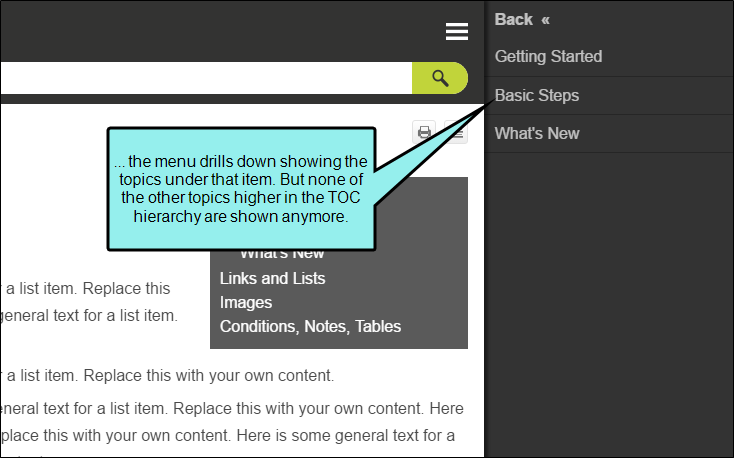 Back «
Getting Started
Basic Steps
What's New
... the menu drills down showing the
topics under that item. But none of
the other topics higher in the TOC
hierarchy are shown anymore.
What's New
Links and Lists
Images
Conditions, Notes, Tables
r a list item. Replace this
general text for a list item.
r a list item. Replace this with your own content.
eneral text for a list item. Replace this with your own content. Here
place this with your own content. Here is some general text for a